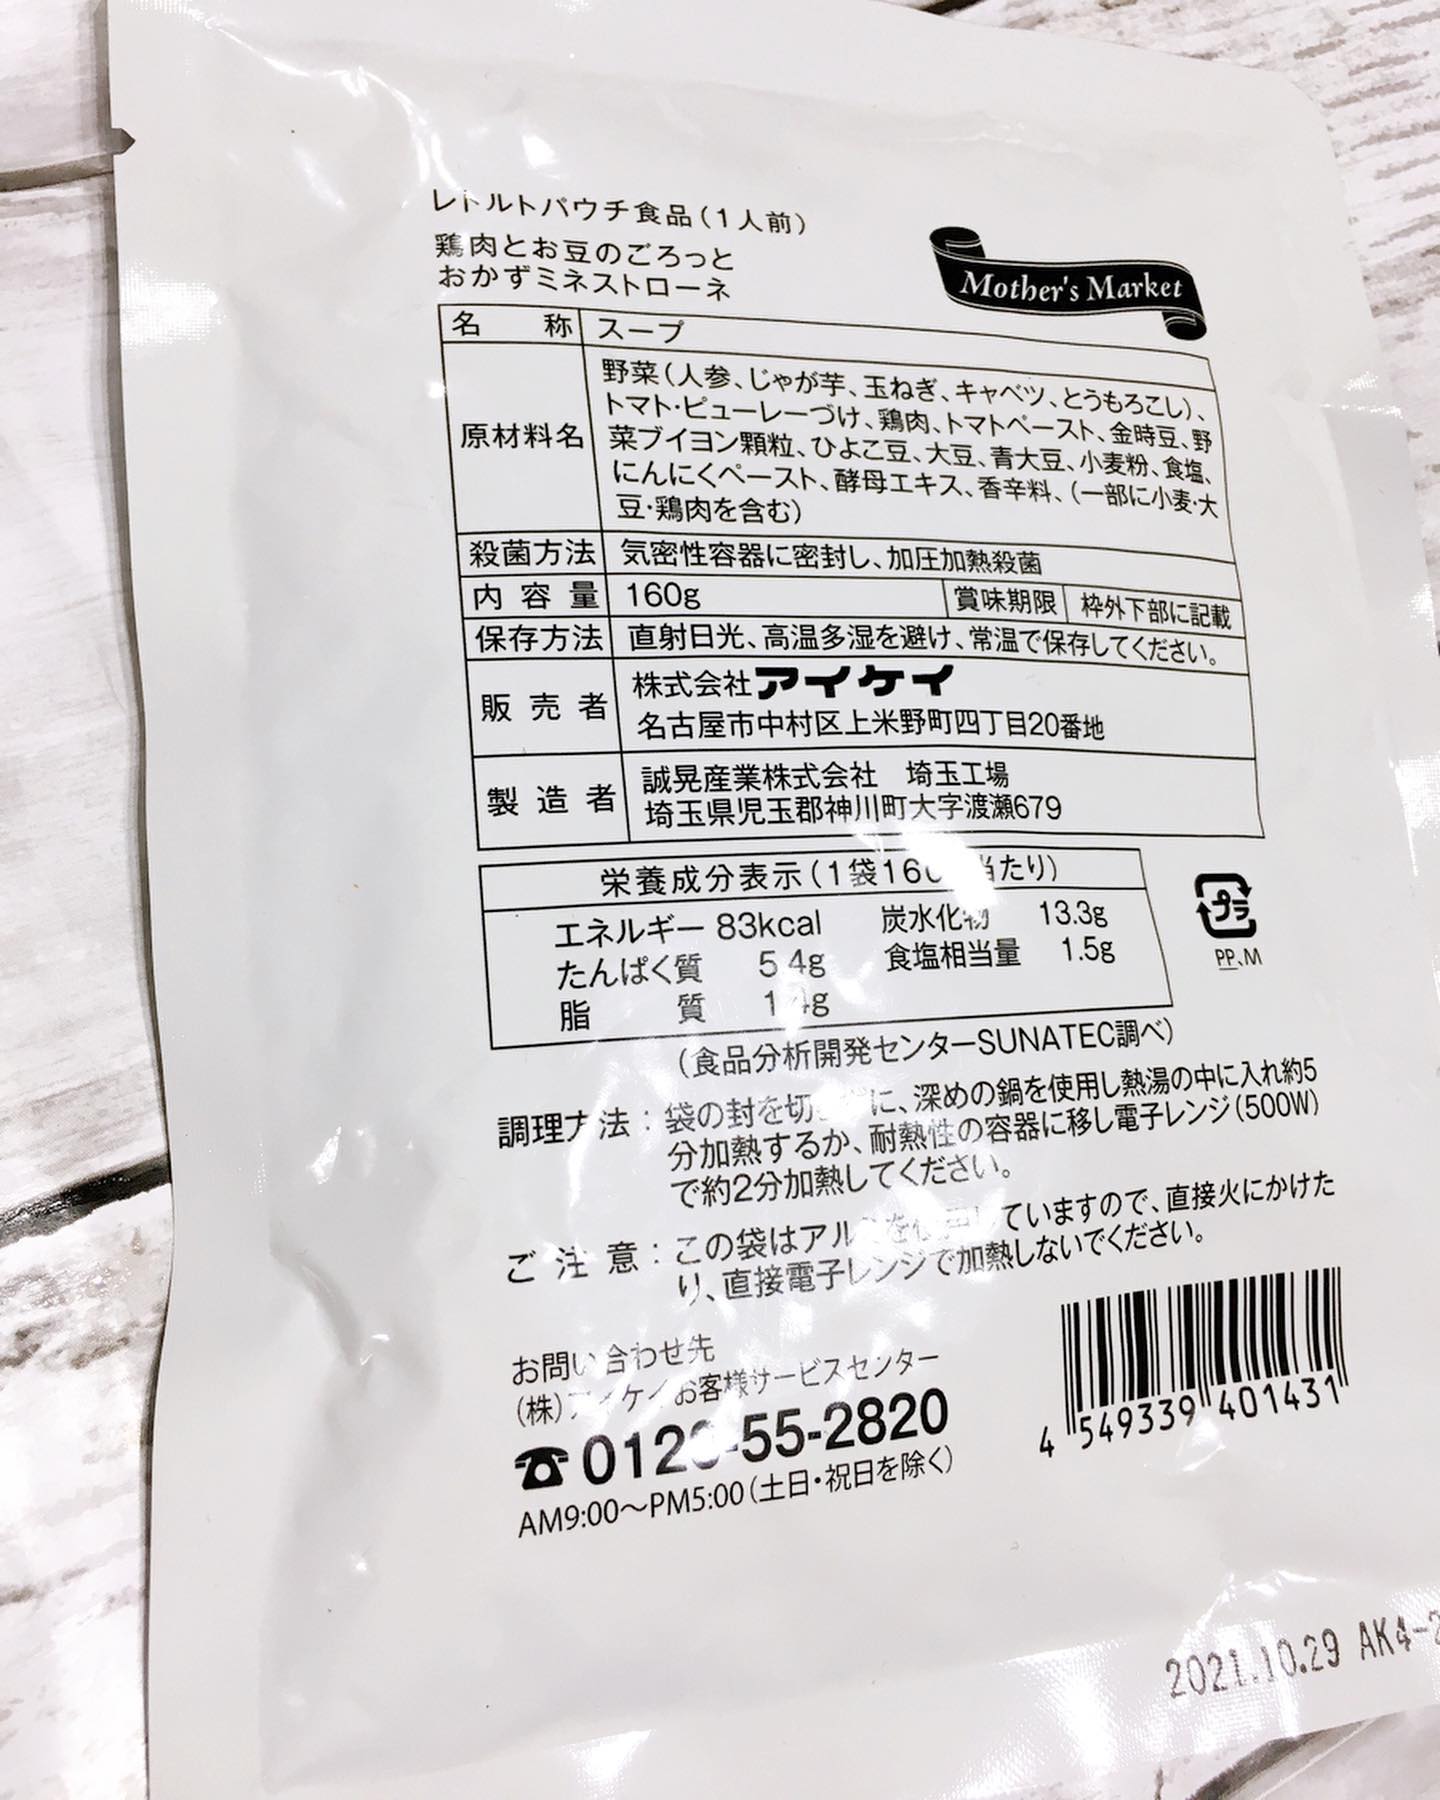 レトルトパウチ食品(1人前)
鶏肉とお豆のごろっと
おかずミネストローネ
Mother's Market
名称 スープ
原材料名 野菜(人参、じゃが芋、玉ねぎ、キャベツ、とうもろこし)、
トマト・ピューレーづけ、鶏肉、トマトペースト、金時豆、野
菜ブイヨン顆粒、ひよこ豆、大豆、青大豆、小麦粉、食塩、
にんにくペースト、酵母エキス、香辛料、(一部に小麦・大
豆・鶏肉を含む)
殺菌方法 気密性容器に密封し、加圧加熱殺菌
内容量 160g 賞味期限 枠外下部に記載
保存方法 直射日光、高温多湿を避け、常温で保存してください。
販売者 株式会社アイケイ
名古屋市中村区上米野町四丁目20番地
製造者 誠晃産業株式会社 埼玉工場
埼玉県児玉郡神川町大字渡瀬679
栄養成分表示(1袋16 当たり)
エネルギー 83kcal 炭水化物 13.3g
たんぱく質 5.4g 食塩相当量 1.5g
脂質 1.4g
プラ
PP、M
(食品分析開発センターSUNATEC調べ)
調理方法:袋の封を切 に、深めの鍋を使用し熱湯の中に入れ約5
分加熱するか、耐熱性の容器に移し電子レンジ(500W)
で約2分加熱してください。
ご注意:この袋はアルミを使用していますので、直接火にかけた
り、直接電子レンジで加熱しないでください。
お問い合わせ先
(株)アイケイお客様サービスセンター
0120-55-2820
AM9:00〜PM5:00(土日・祝日を除く)
4 549339 401431
2021.10.29 AK4-